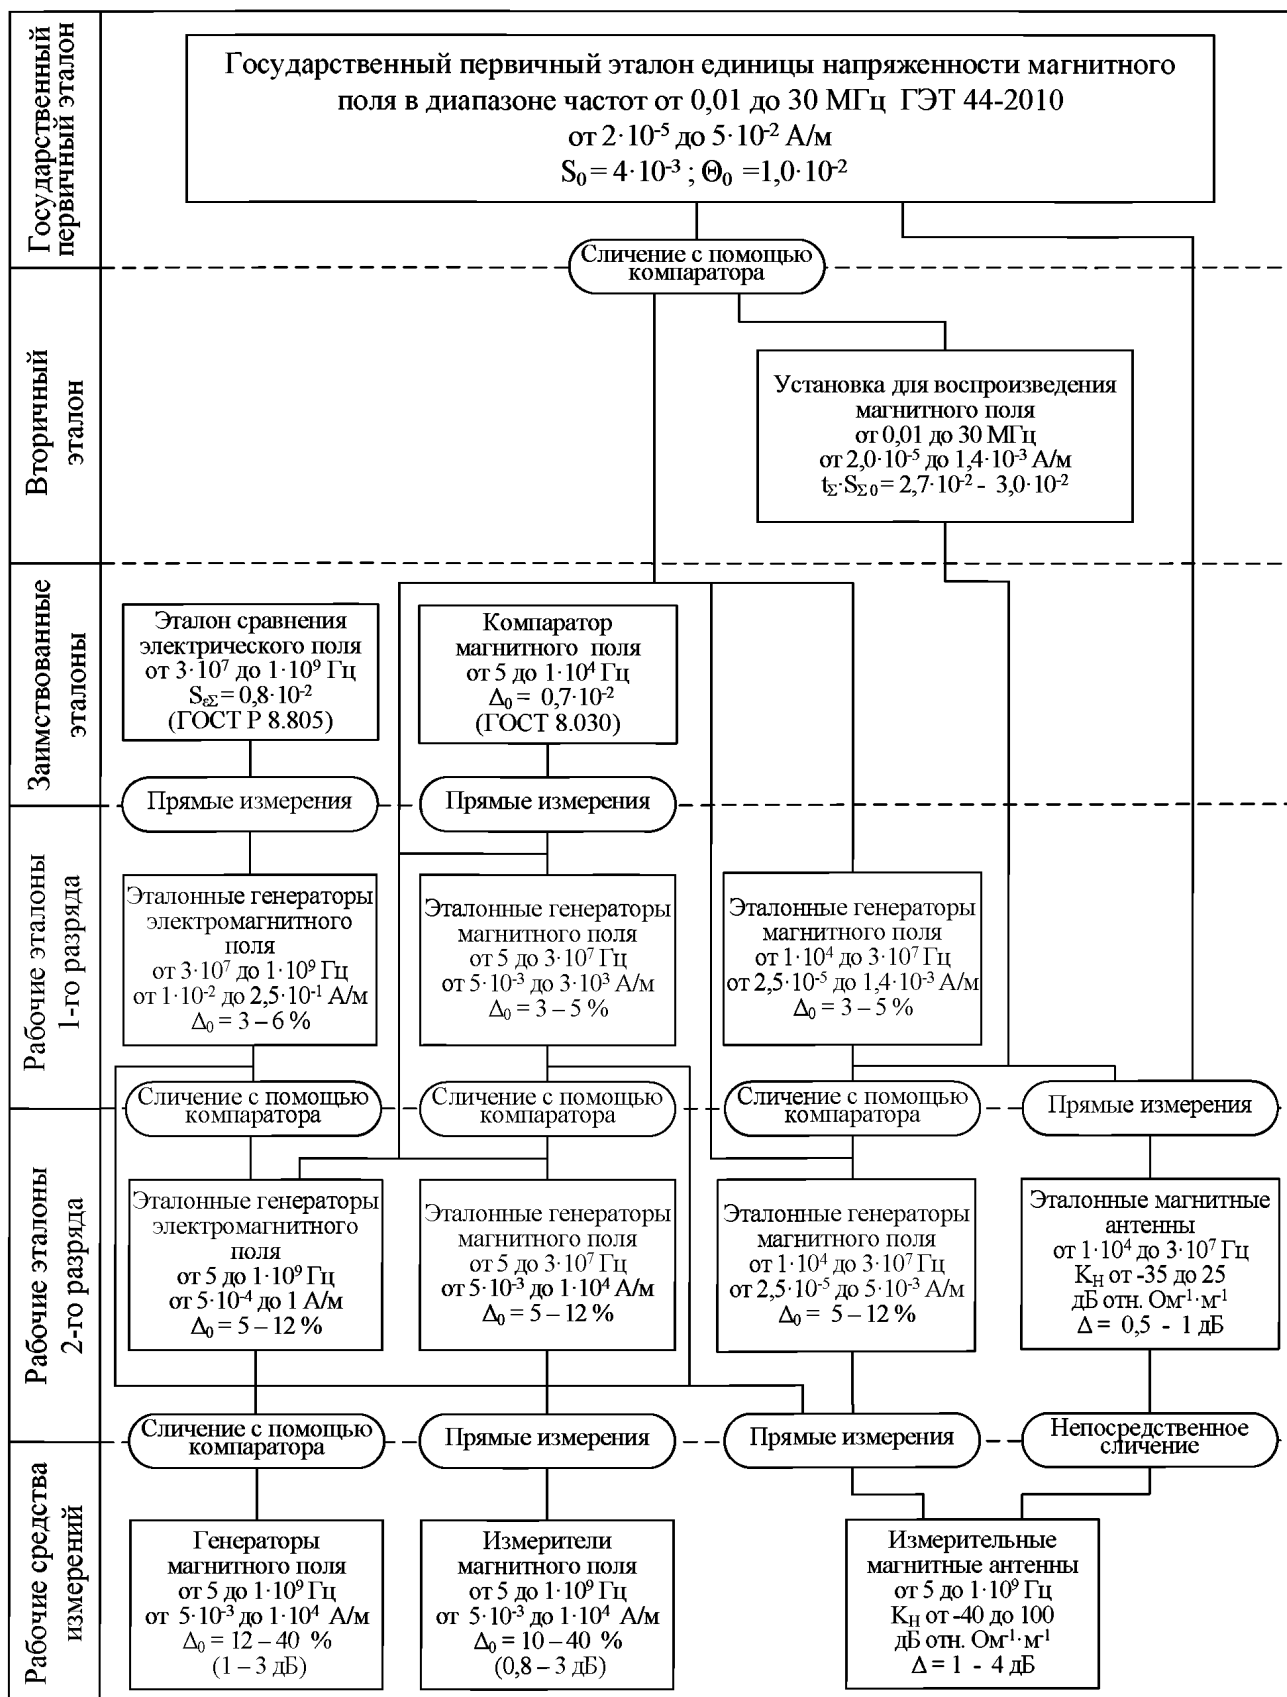 Государственный
первичный эталон
Государственный первичный эталон единицы напряженности магнитного
поля в диапазоне частот от 0,01 до 30 МГц ГЭТ 44-2010
от 2·10⁻⁵ до 5·10⁻² А/м
S₀ = 4·10⁻³ ; Θ₀ =1,0·10⁻²
Сличение с помощью
компаратора
Вторичный
эталон
Установка для воспроизведения
магнитного поля
от 0,01 до 30 МГц
от 2,0·10⁻⁵ до 1,4·10⁻³ А/м
t_Σ·S_Σ₀ = 2,7·10⁻² - 3,0·10⁻²
Заимствованные
эталоны
Эталон сравнения
электрического поля
от 3·10⁷ до 1·10⁹ Гц
S_εΣ = 0,8·10⁻²
(ГОСТ Р 8.805)
Компаратор
магнитного поля
от 5 до 1·10⁴ Гц
Δ₀ = 0,7·10⁻²
(ГОСТ 8.030)
Прямые измерения
Прямые измерения
Рабочие эталоны
1-го разряда
Эталонные генераторы
электромагнитного
поля
от 3·10⁷ до 1·10⁹ Гц
от 1·10⁻² до 2,5·10⁻¹ А/м
Δ₀ = 3 – 6 %
Эталонные генераторы
магнитного поля
от 5 до 3·10⁷ Гц
от 5·10⁻³ до 3·10³ А/м
Δ₀ = 3 – 5 %
Эталонные генераторы
магнитного поля
от 1·10⁴ до 3·10⁷ Гц
от 2,5·10⁻⁵ до 1,4·10⁻³ А/м
Δ₀ = 3 – 5 %
Сличение с помощью
компаратора
Сличение с помощью
компаратора
Сличение с помощью
компаратора
Прямые измерения
Рабочие эталоны
2-го разряда
Эталонные генераторы
электромагнитного
поля
от 5 до 1·10⁹ Гц
от 5·10⁻⁴ до 1 А/м
Δ₀ = 5 – 12 %
Эталонные генераторы
магнитного поля
от 5 до 3·10⁷ Гц
от 5·10⁻³ до 1·10⁴ А/м
Δ₀ = 5 – 12 %
Эталонные генераторы
магнитного поля
от 1·10⁴ до 3·10⁷ Гц
от 2,5·10⁻⁵ до 5·10⁻³ А/м
Δ₀ = 5 – 12 %
Эталонные магнитные
антенны
от 1·10⁴ до 3·10⁷ Гц
K_H от -35 до 25
дБ отн. Ом⁻¹·м⁻¹
Δ = 0,5 - 1 дБ
Сличение с помощью
компаратора
Прямые измерения
Прямые измерения
Непосредственное
сличение
Рабочие средства
измерений
Генераторы
магнитного поля
от 5 до 1·10⁹ Гц
от 5·10⁻³ до 1·10⁴ А/м
Δ₀ = 12 – 40 %
(1 – 3 дБ)
Измерители
магнитного поля
от 5 до 1·10⁹ Гц
от 5·10⁻³ до 1·10⁴ А/м
Δ₀ = 10 – 40 %
(0,8 – 3 дБ)
Измерительные
магнитные антенны
от 5 до 1·10⁹ Гц
K_H от -40 до 100
дБ отн. Ом⁻¹·м⁻¹
Δ = 1 - 4 дБ